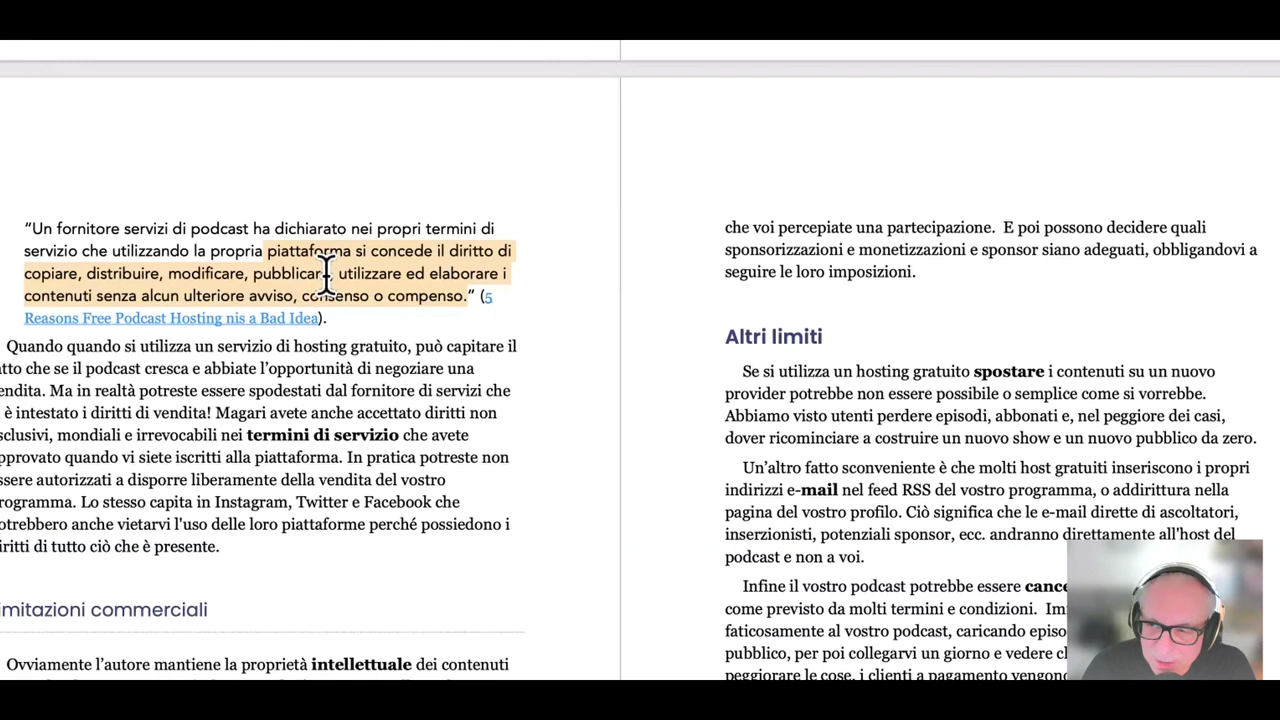 “Un fornitore servizi di podcast ha dichiarato nei propri termini di
servizio che utilizzando la propria piattaforma si concede il diritto di
copiare, distribuire, modificare, pubblicare, utilizzare ed elaborare i
contenuti senza alcun ulteriore avviso, consenso o compenso.“ (5
Reasons Free Podcast Hosting nis a Bad Idea).
Quando quando si utilizza un servizio di hosting gratuito, può capitare il
atto che se il podcast cresca e abbiate l’opportunità di negoziare una
endita. Ma in realtà potreste essere spodestati dal fornitore di servizi che
è intestato i diritti di vendita! Magari avete anche accettato diritti non
sclusivi, mondiali e irrevocabili nei termini di servizio che avete
pprovato quando vi siete iscritti alla piattaforma. In pratica potreste non
ssere autorizzati a disporre liberamente della vendita del vostro
rogramma. Lo stesso capita in Instagram, Twitter e Facebook che
otrebbero anche vietarvi l'uso delle loro piattaforme perché possiedono i
iritti di tutto ciò che è presente.
imitazioni commerciali
Ovviamente l’autore mantiene la proprietà intellettuale dei contenuti
che voi percepiate una partecipazione.  E poi possono decidere quali
sponsorizzazioni e monetizzazioni e sponsor siano adeguati, obbligandovi a
seguire le loro imposizioni.
Altri limiti
Se si utilizza un hosting gratuito spostare i contenuti su un nuovo
provider potrebbe non essere possibile o semplice come si vorrebbe.
Abbiamo visto utenti perdere episodi, abbonati e, nel peggiore dei casi,
dover ricominciare a costruire un nuovo show e un nuovo pubblico da zero.
Un’altro fatto sconveniente è che molti host gratuiti inseriscono i propri
indirizzi e-mail nel feed RSS del vostro programma, o addirittura nella
pagina del vostro profilo. Ciò significa che le e-mail dirette di ascoltatori,
inserzionisti, potenziali sponsor, ecc. andranno direttamente all'host del
podcast e non a voi.
Infine il vostro podcast potrebbe essere cance
come previsto da molti termini e condizioni.
faticosamente al vostro podcast, caricando
pubblico, per poi collegarvi un giorno e vedere
peggiorare le cose, i clienti a pagamento vengono